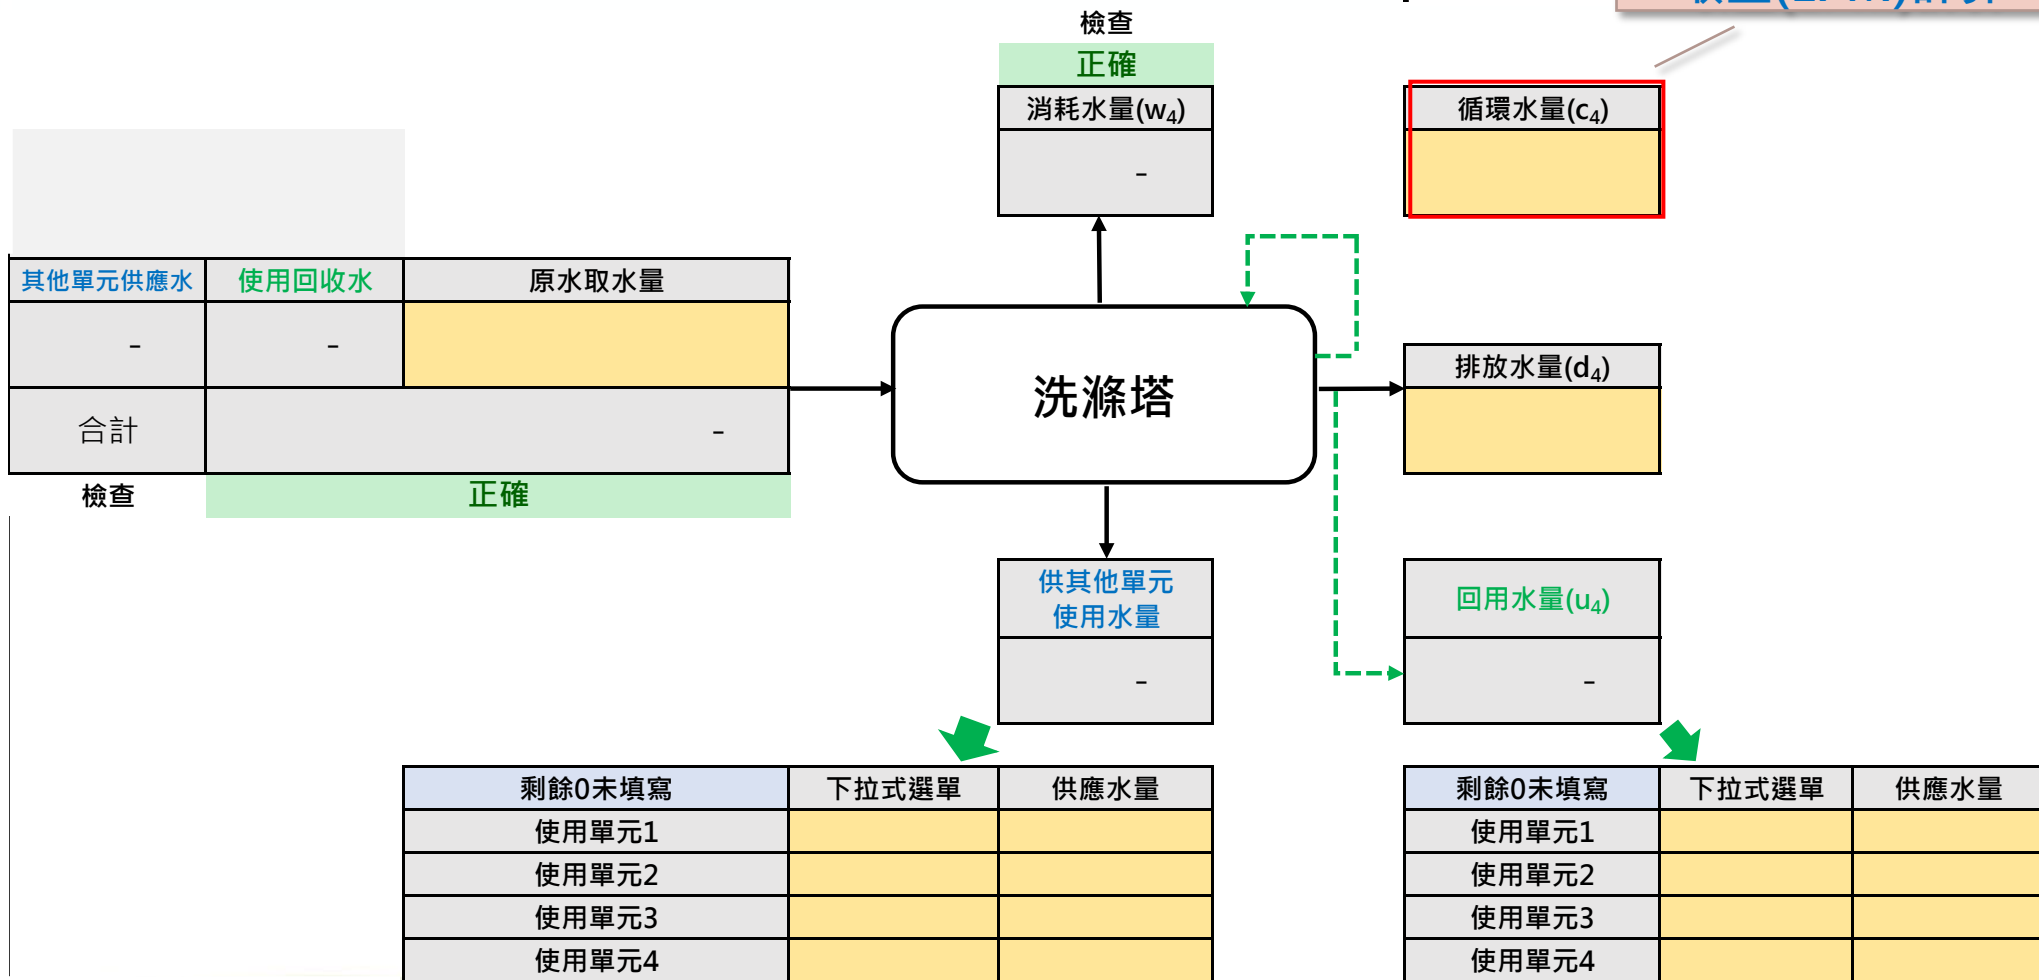 檢查
正確
消耗水量(w₄)
-
循環水量(c₄)
其他單元供應水 使用回收水 原水取水量
- -
合計 -
檢查 正確
洗滌塔
排放水量(d₄)
供其他單元
使用水量
-
回用水量(u₄)
-
剩餘0未填寫 下拉式選單 供應水量
使用單元1
使用單元2
使用單元3
使用單元4
剩餘0未填寫 下拉式選單 供應水量
使用單元1
使用單元2
使用單元3
使用單元4